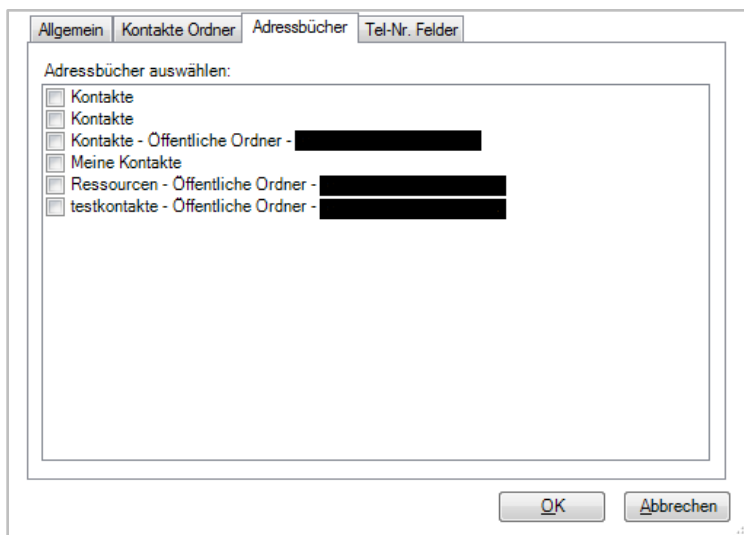 Allgemein Kontakte Ordner Adressbücher Tel-Nr. Felder
Adressbücher auswählen:
Kontakte
Kontakte
Kontakte - Öffentliche Ordner -
Meine Kontakte
Ressourcen - Öffentliche Ordner -
testkontakte - Öffentliche Ordner -
OK Abbrechen